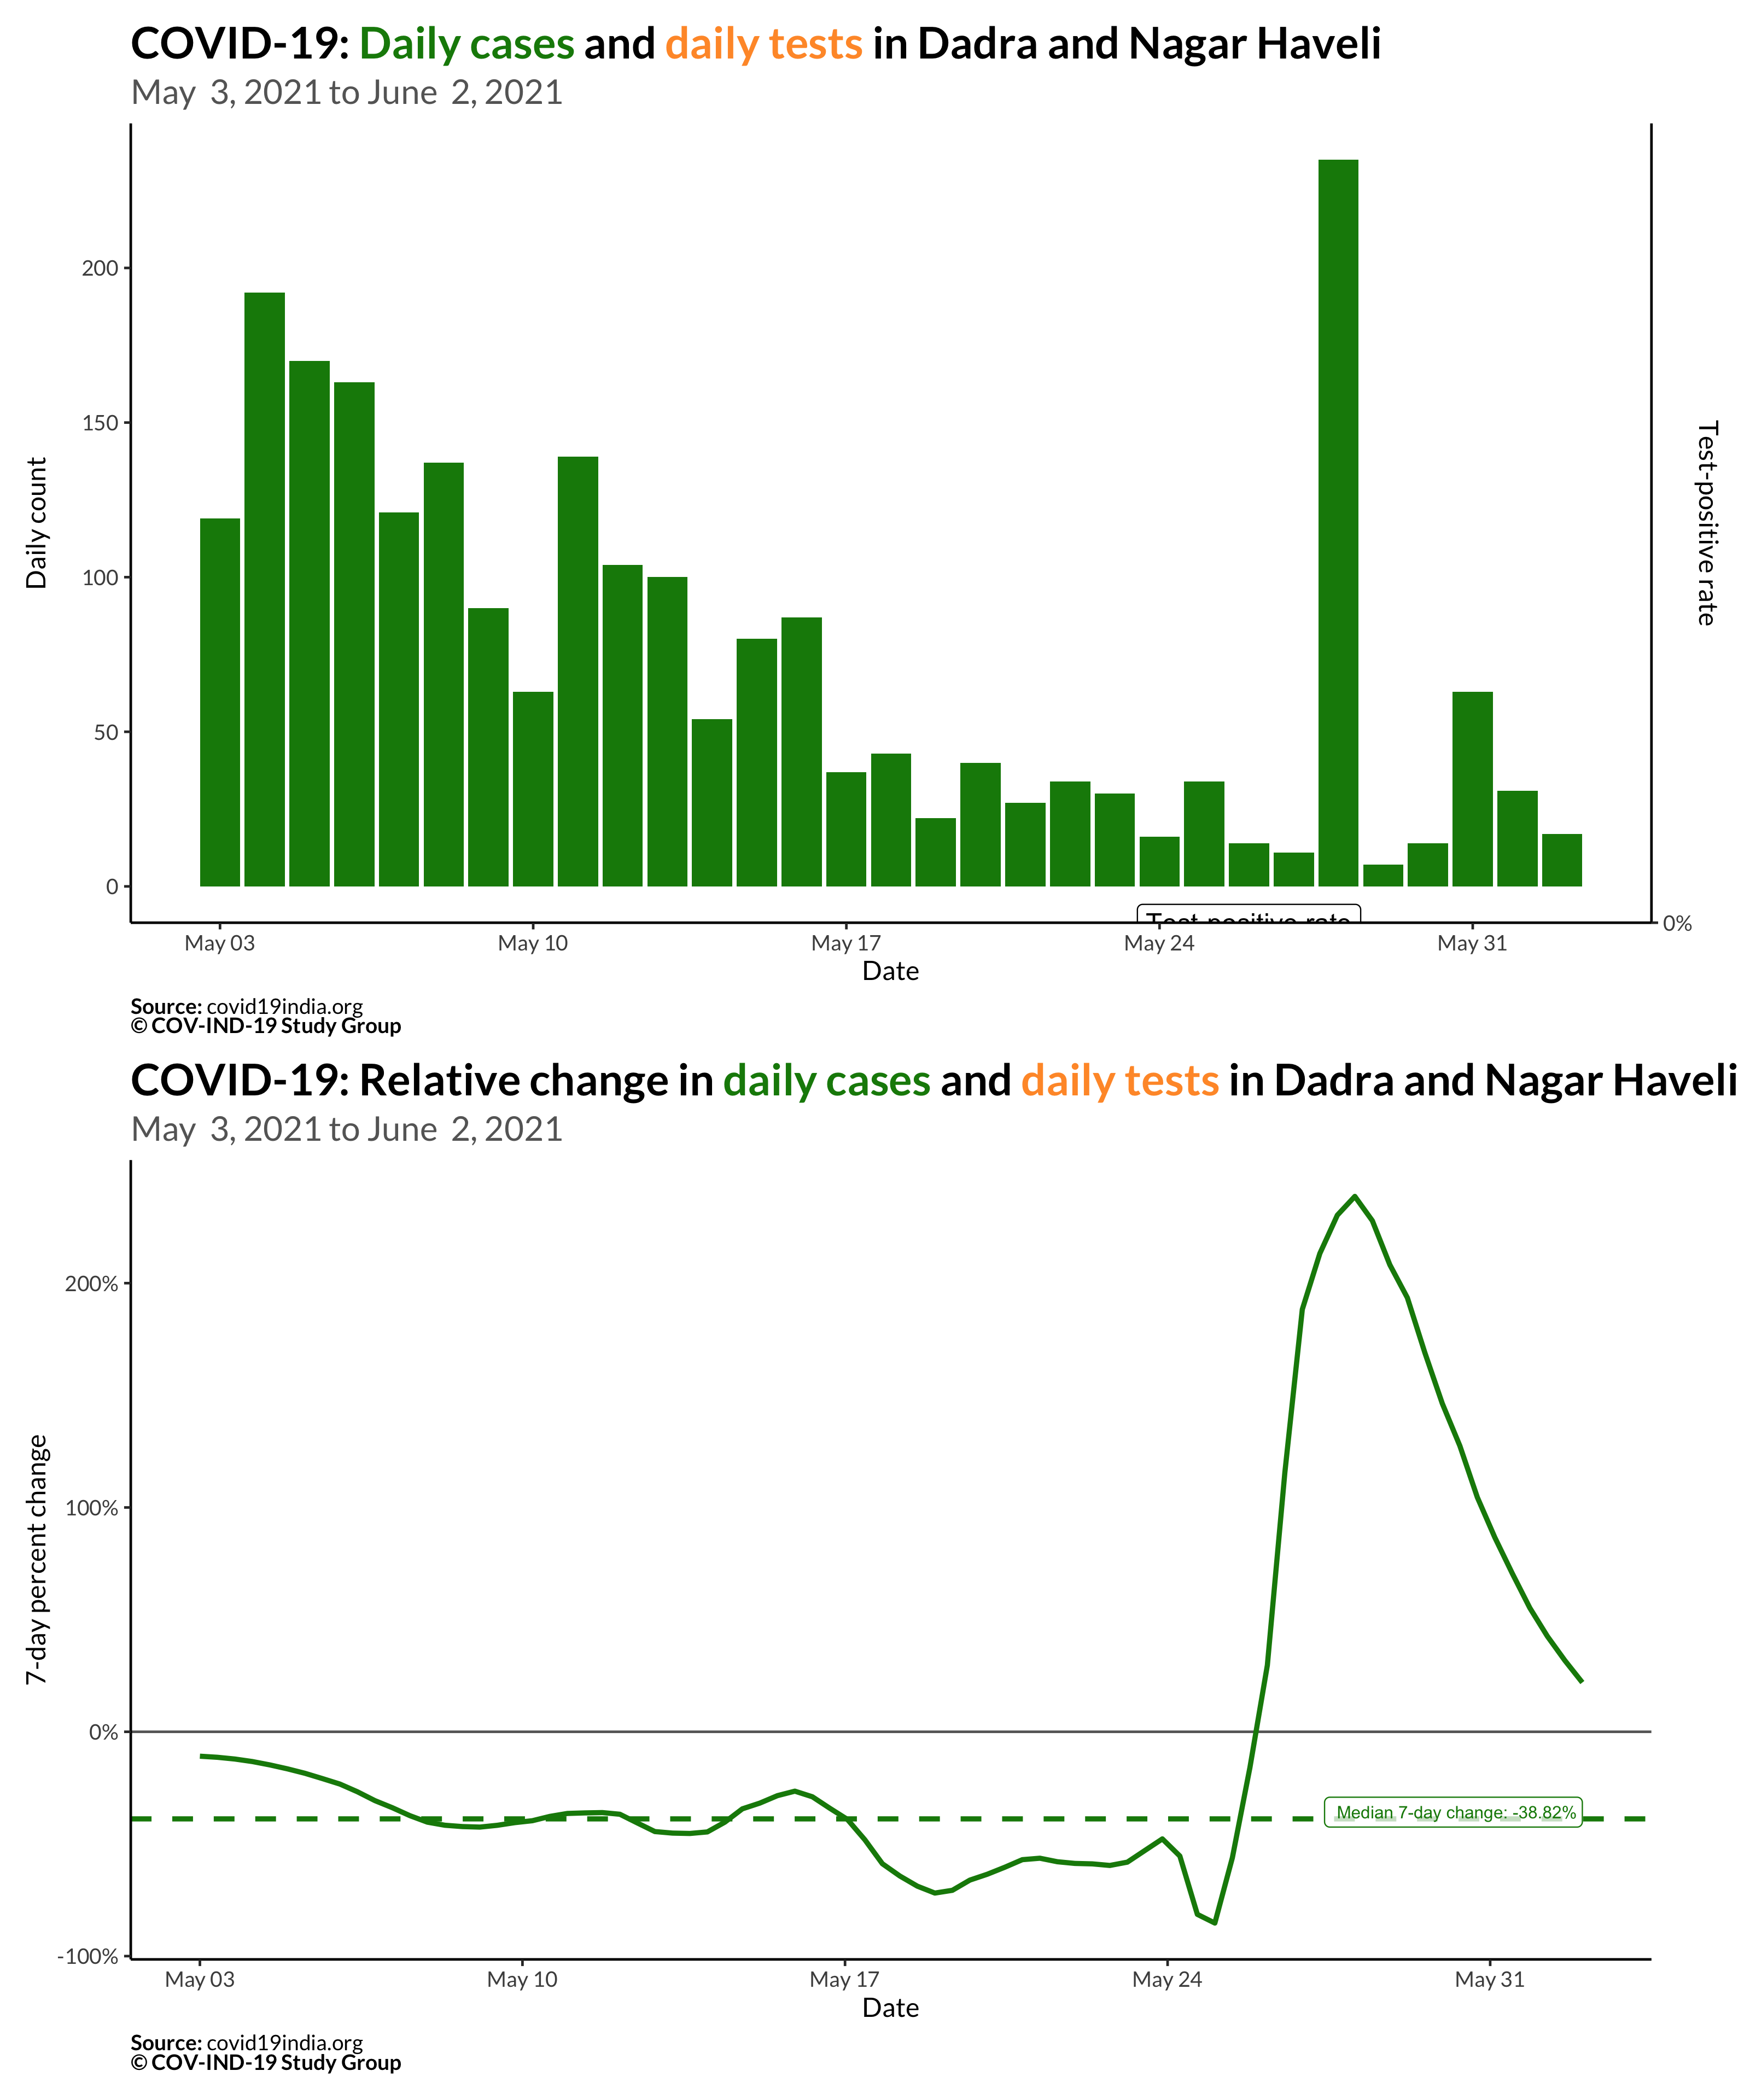 COVID-19: Daily cases and daily tests in Dadra and Nagar Haveli
May  3, 2021 to June  2, 2021
200
150
100
50
0
Daily count
Test-positive rate
Test-positive rate
0%
May 03
May 10
May 17
May 24
May 31
Date
Source: covid19india.org
© COV-IND-19 Study Group
COVID-19: Relative change in daily cases and daily tests in Dadra and Nagar Haveli
May  3, 2021 to June  2, 2021
200%
100%
0%
-100%
7-day percent change
Median 7-day change: -38.82%
May 03
May 10
May 17
May 24
May 31
Date
Source: covid19india.org
© COV-IND-19 Study Group